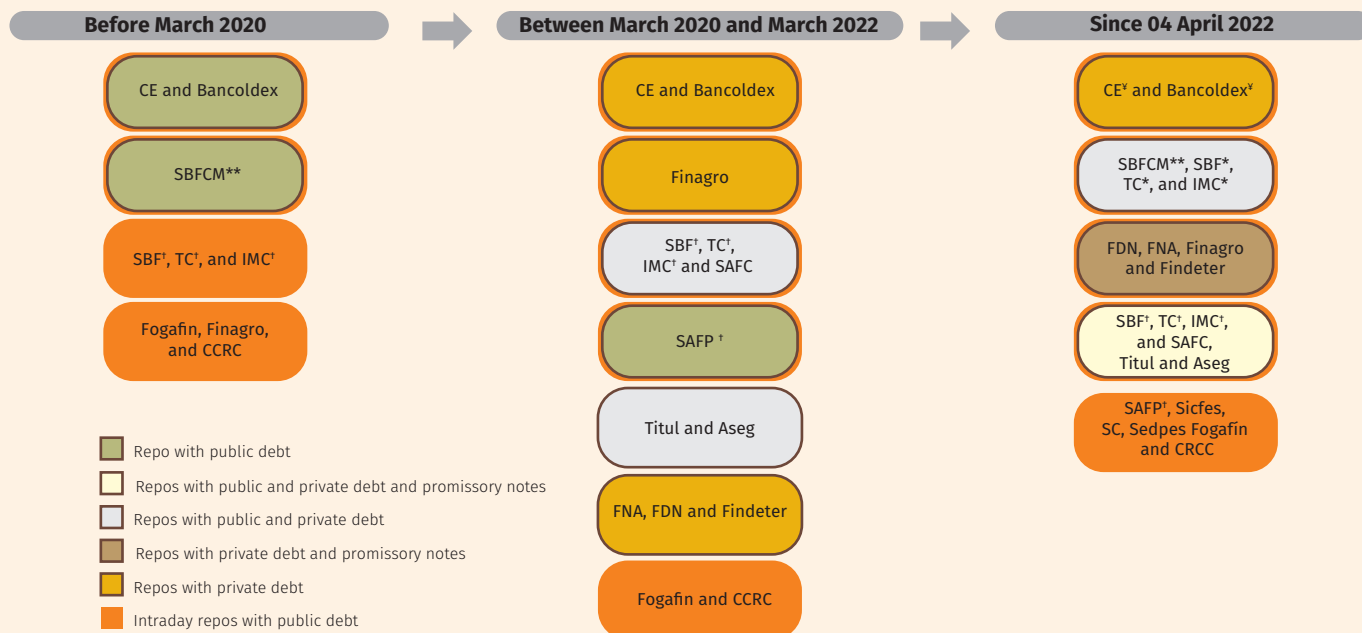 Before March 2020
CE and Bancoldex
SBFCM**
SBF†, TC†, and IMC†
Fogafin, Finagro,
and CCRC
Between March 2020 and March 2022
CE and Bancoldex
Finagro
SBF†, TC†,
IMC† and SAFC
SAFP †
Titul and Aseg
FNA, FDN and Findeter
Fogafin and CCRC
Since 04 April 2022
CE¥ and Bancoldex¥
SBFCM**, SBF*,
TC*, and IMC*
FDN, FNA, Finagro
and Findeter
SBF†, TC†, IMC†,
and SAFC,
Titul and Aseg
SAFP†, Sicfes,
SC, Sedpes Fogafín
and CRCC
Repo with public debt
Repos with public and private debt and promissory notes
Repos with public and private debt
Repos with private debt and promissory notes
Repos with private debt
Intraday repos with public debt